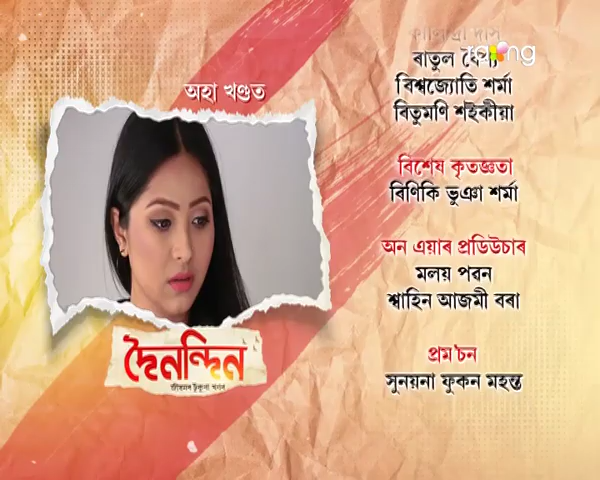 অহা খণ্ডত
দৈনন্দিন
rang
ৰাতুল বৈশ্য
বিশ্বজ্যোতি শৰ্মা
বিতুমণি শইকীয়া
বিশেষ কৃতজ্ঞতা
বিণিকি ভুঞা শৰ্মা
অন এয়াৰ প্ৰডিউচাৰ
মলয় পৱন
শ্বাহিন আজমী বৰা
প্ৰম'চন
সুনয়না ফুকন মহন্ত